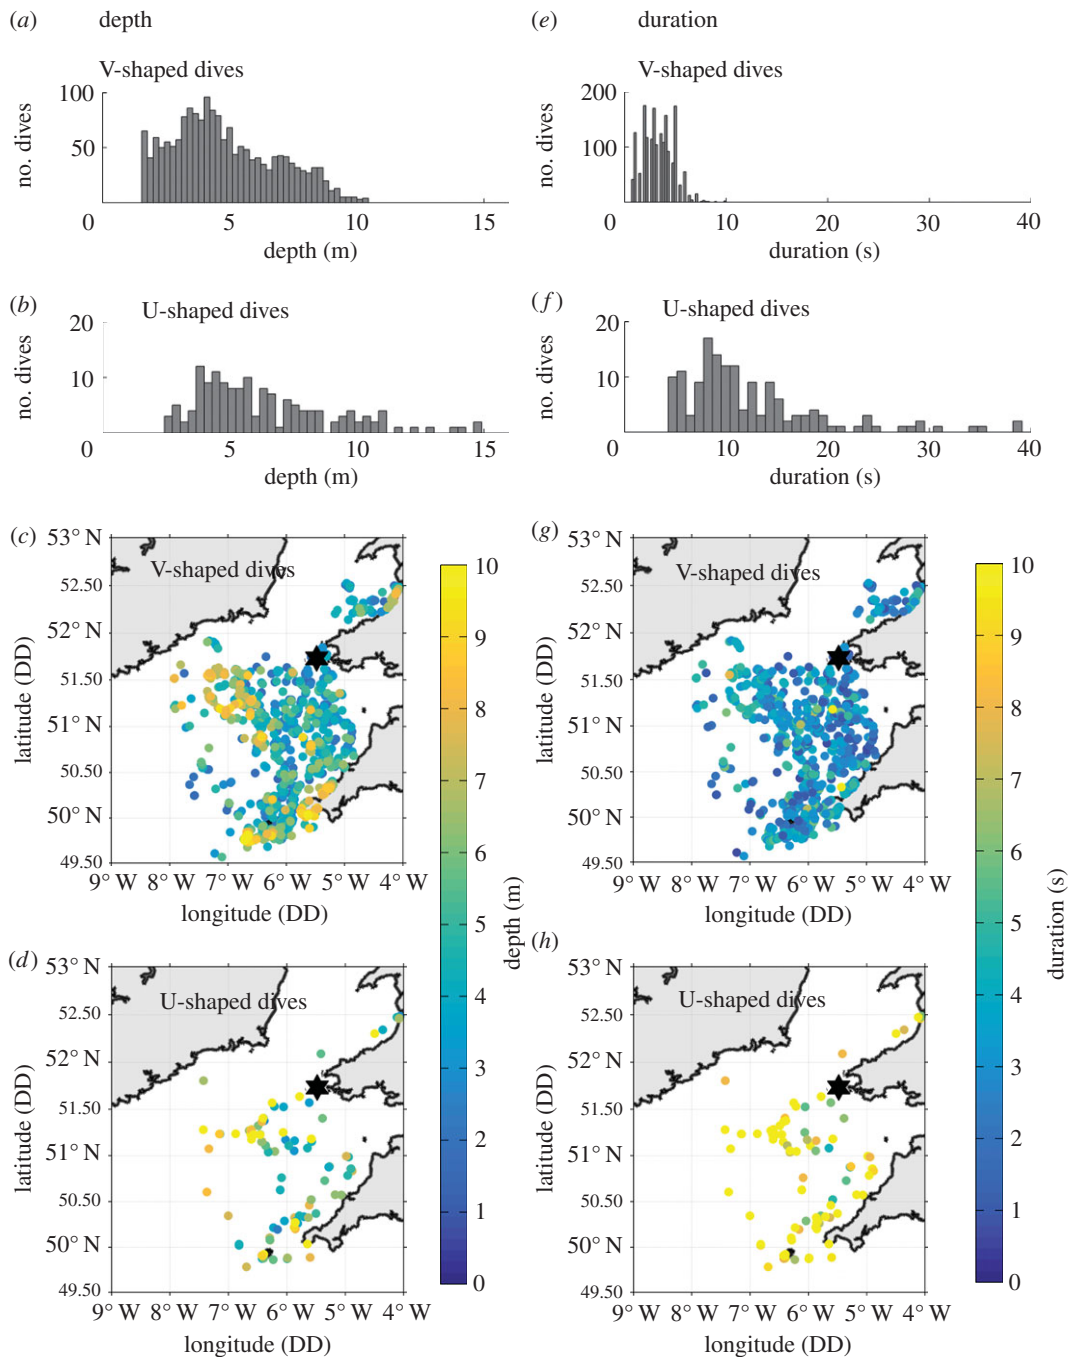 (a) depth
V-shaped dives
100
50
0
no. dives
5
10
15
depth (m)
(e) duration
V-shaped dives
200
100
0
no. dives
10
20
30
40
duration (s)
(b) U-shaped dives
20
10
0
no. dives
5
10
15
depth (m)
(f) U-shaped dives
20
10
0
no. dives
10
20
30
40
duration (s)
(c) V-shaped dives
53° N
52.50
52° N
51.50
51° N
50.50
50° N
49.50
latitude (DD)
9° W 8° W 7° W 6° W 5° W 4° W
longitude (DD)
(d) U-shaped dives
53° N
52.50
52° N
51.50
51° N
50.50
50° N
49.50
latitude (DD)
9° W 8° W 7° W 6° W 5° W 4° W
longitude (DD)
10
9
8
7
6
5
4
3
2
1
0
depth (m)
(g) V-shaped dives
53° N
52.50
52° N
51.50
51° N
50.50
50° N
49.50
latitude (DD)
9° W 8° W 7° W 6° W 5° W 4° W
longitude (DD)
(h) U-shaped dives
53° N
52.50
52° N
51.50
51° N
50.50
50° N
49.50
latitude (DD)
9° W 8° W 7° W 6° W 5° W 4° W
longitude (DD)
10
9
8
7
6
5
4
3
2
1
0
duration (s)